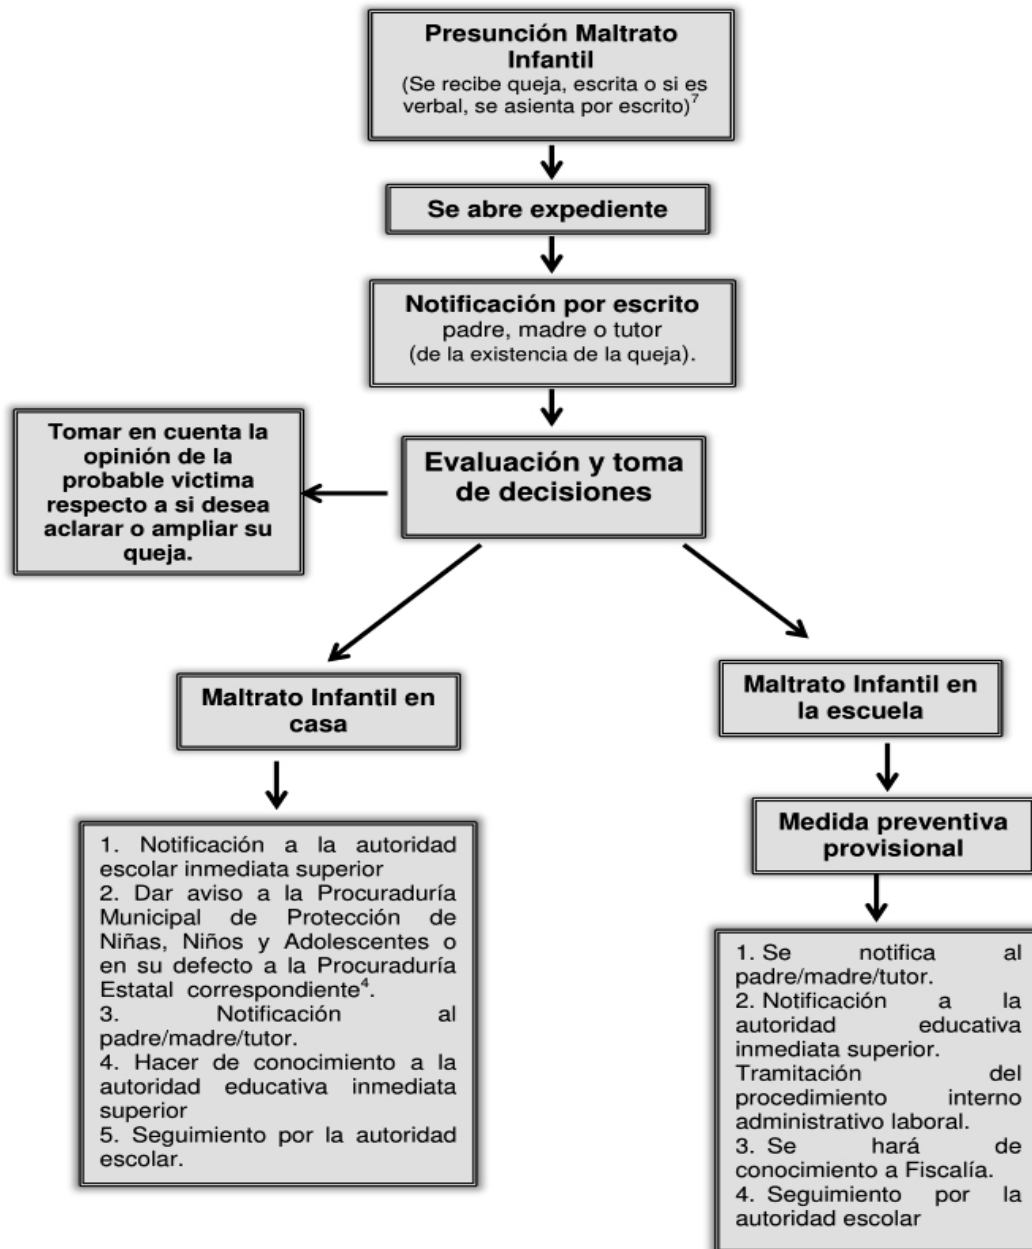 Presunción Maltrato
Infantil
(Se recibe queja, escrita o si es
verbal, se asienta por escrito)7
Se abre expediente
Notificación por escrito
padre, madre o tutor
(de la existencia de la queja).
Evaluación y toma
de decisiones
Tomar en cuenta la
opinión de la
probable victima
respecto a si desea
aclarar o ampliar su
queja.
Maltrato Infantil en
casa
1. Notificación a la autoridad
escolar inmediata superior
2. Dar aviso a la Procuraduría
Municipal de Protección de
Niñas, Niños y Adolescentes o
en su defecto a la Procuraduría
Estatal correspondiente4.
3. Notificación al
padre/madre/tutor.
4. Hacer de conocimiento a la
autoridad educativa inmediata
superior
5. Seguimiento por la autoridad
escolar.
Maltrato Infantil en
la escuela
Medida preventiva
provisional
1. Se notifica al
padre/madre/tutor.
2. Notificación a la
autoridad educativa
inmediata superior.
Tramitación del
procedimiento interno
administrativo laboral.
3. Se hará de
conocimiento a Fiscalía.
4. Seguimiento por la
autoridad escolar